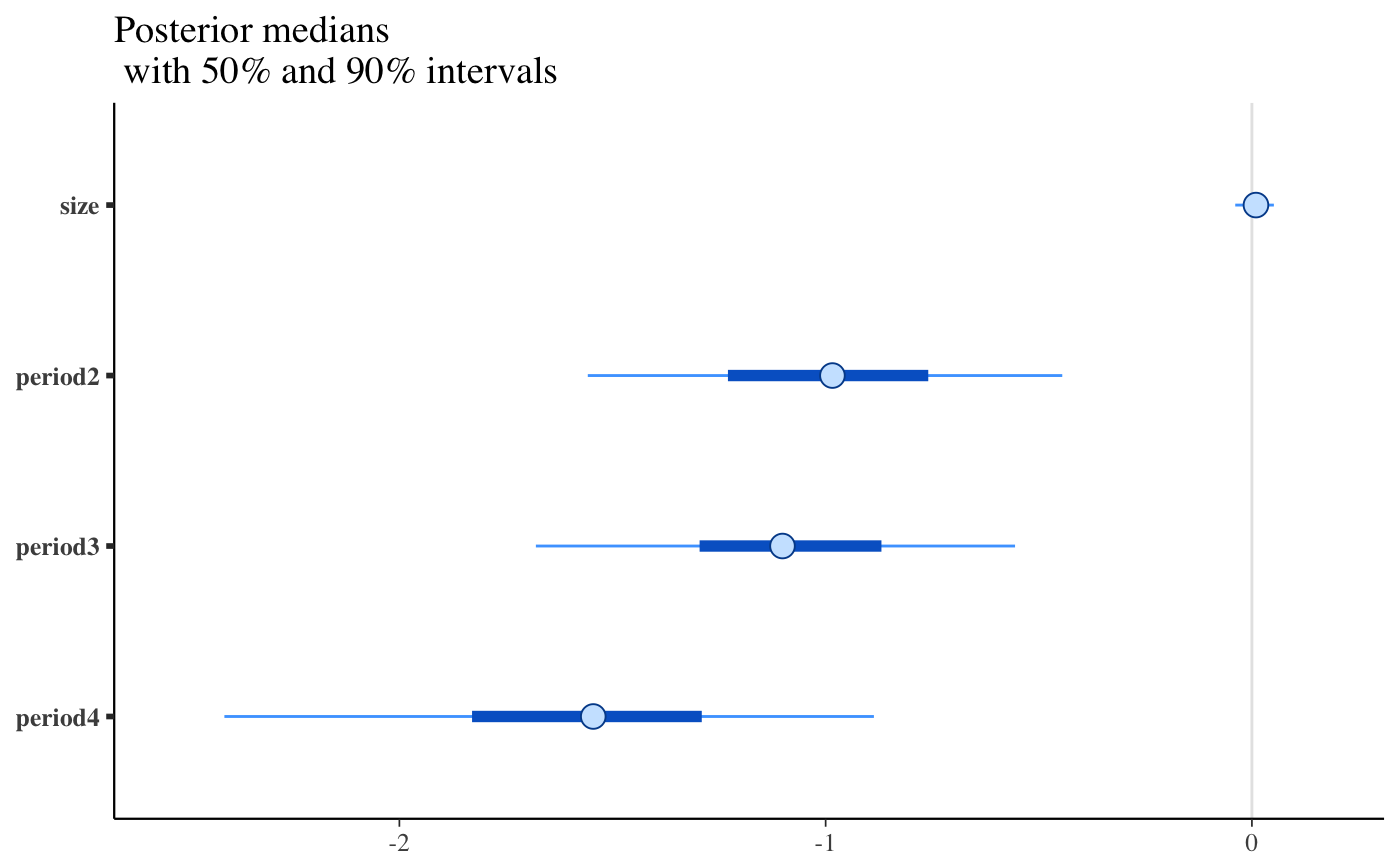 Posterior medians
with 50% and 90% intervals
size
period2
period3
period4
-2
-1
0